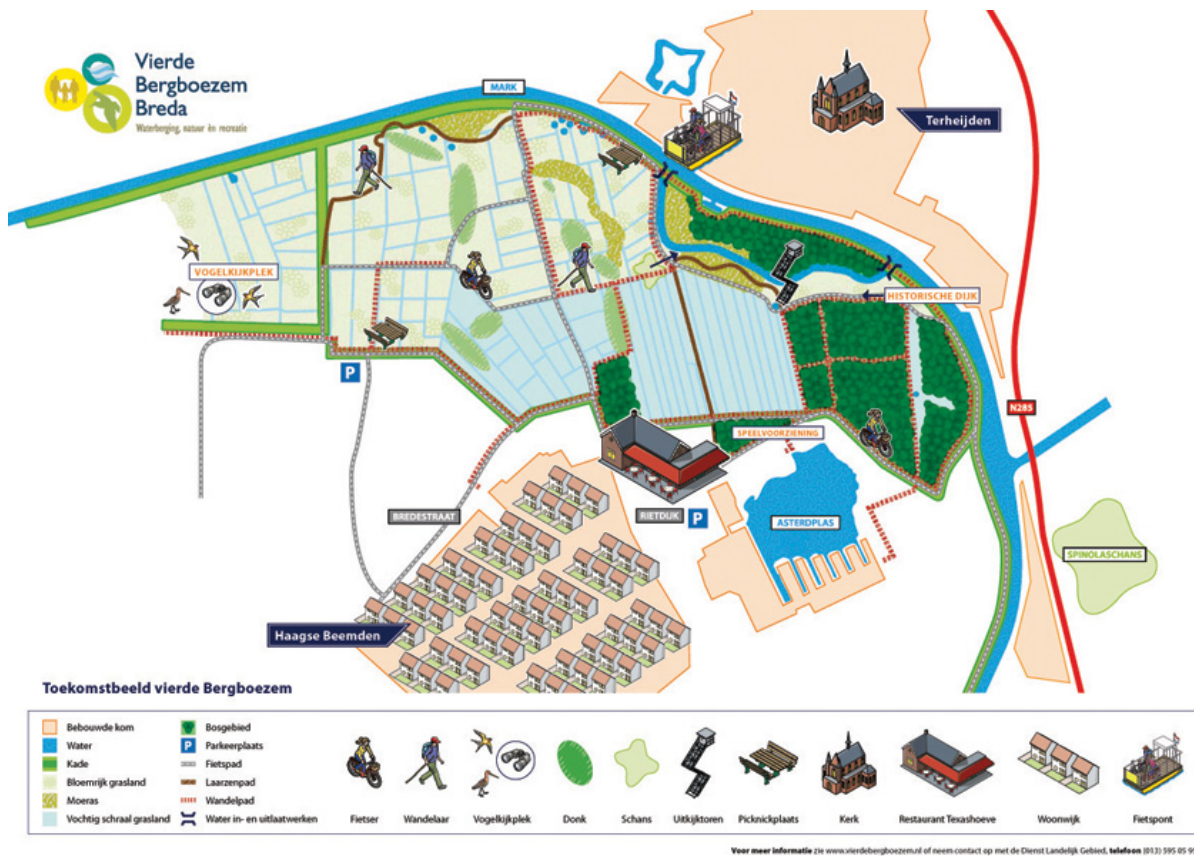 Vierde
Bergboezem
Breda
Waterberging, natuur èn recreatie
MARK
Terheijden
VOGELKIJKPLEK
HISTORISCHE DIJK
N285
SPEELVOORZIENING
BREDESTRAAT
RIETDIJK
P
P
ASTERDPLAS
SPINOLASCHANS
Haagse Beemden
Toekomstbeeld vierde Bergboezem
Bebouwde kom
Water
Kade
Bloemrijk grasland
Moeras
Vochtig schraal grasland
Bosgebied
P Parkeerplaats
Fietspad
Laarzenpad
Wandelpad
Water in- en uitlaatwerken
Fietser
Wandelaar
Vogelkijkplek
Donk
Schans
Uitkijktoren
Picknickplaats
Kerk
Restaurant Texashoeve
Woonwijk
Fietspont
Voor meer informatie zie www.vierdebergboezem.nl of neem contact op met de Dienst Landelijk Gebied, telefoon (013) 595 05